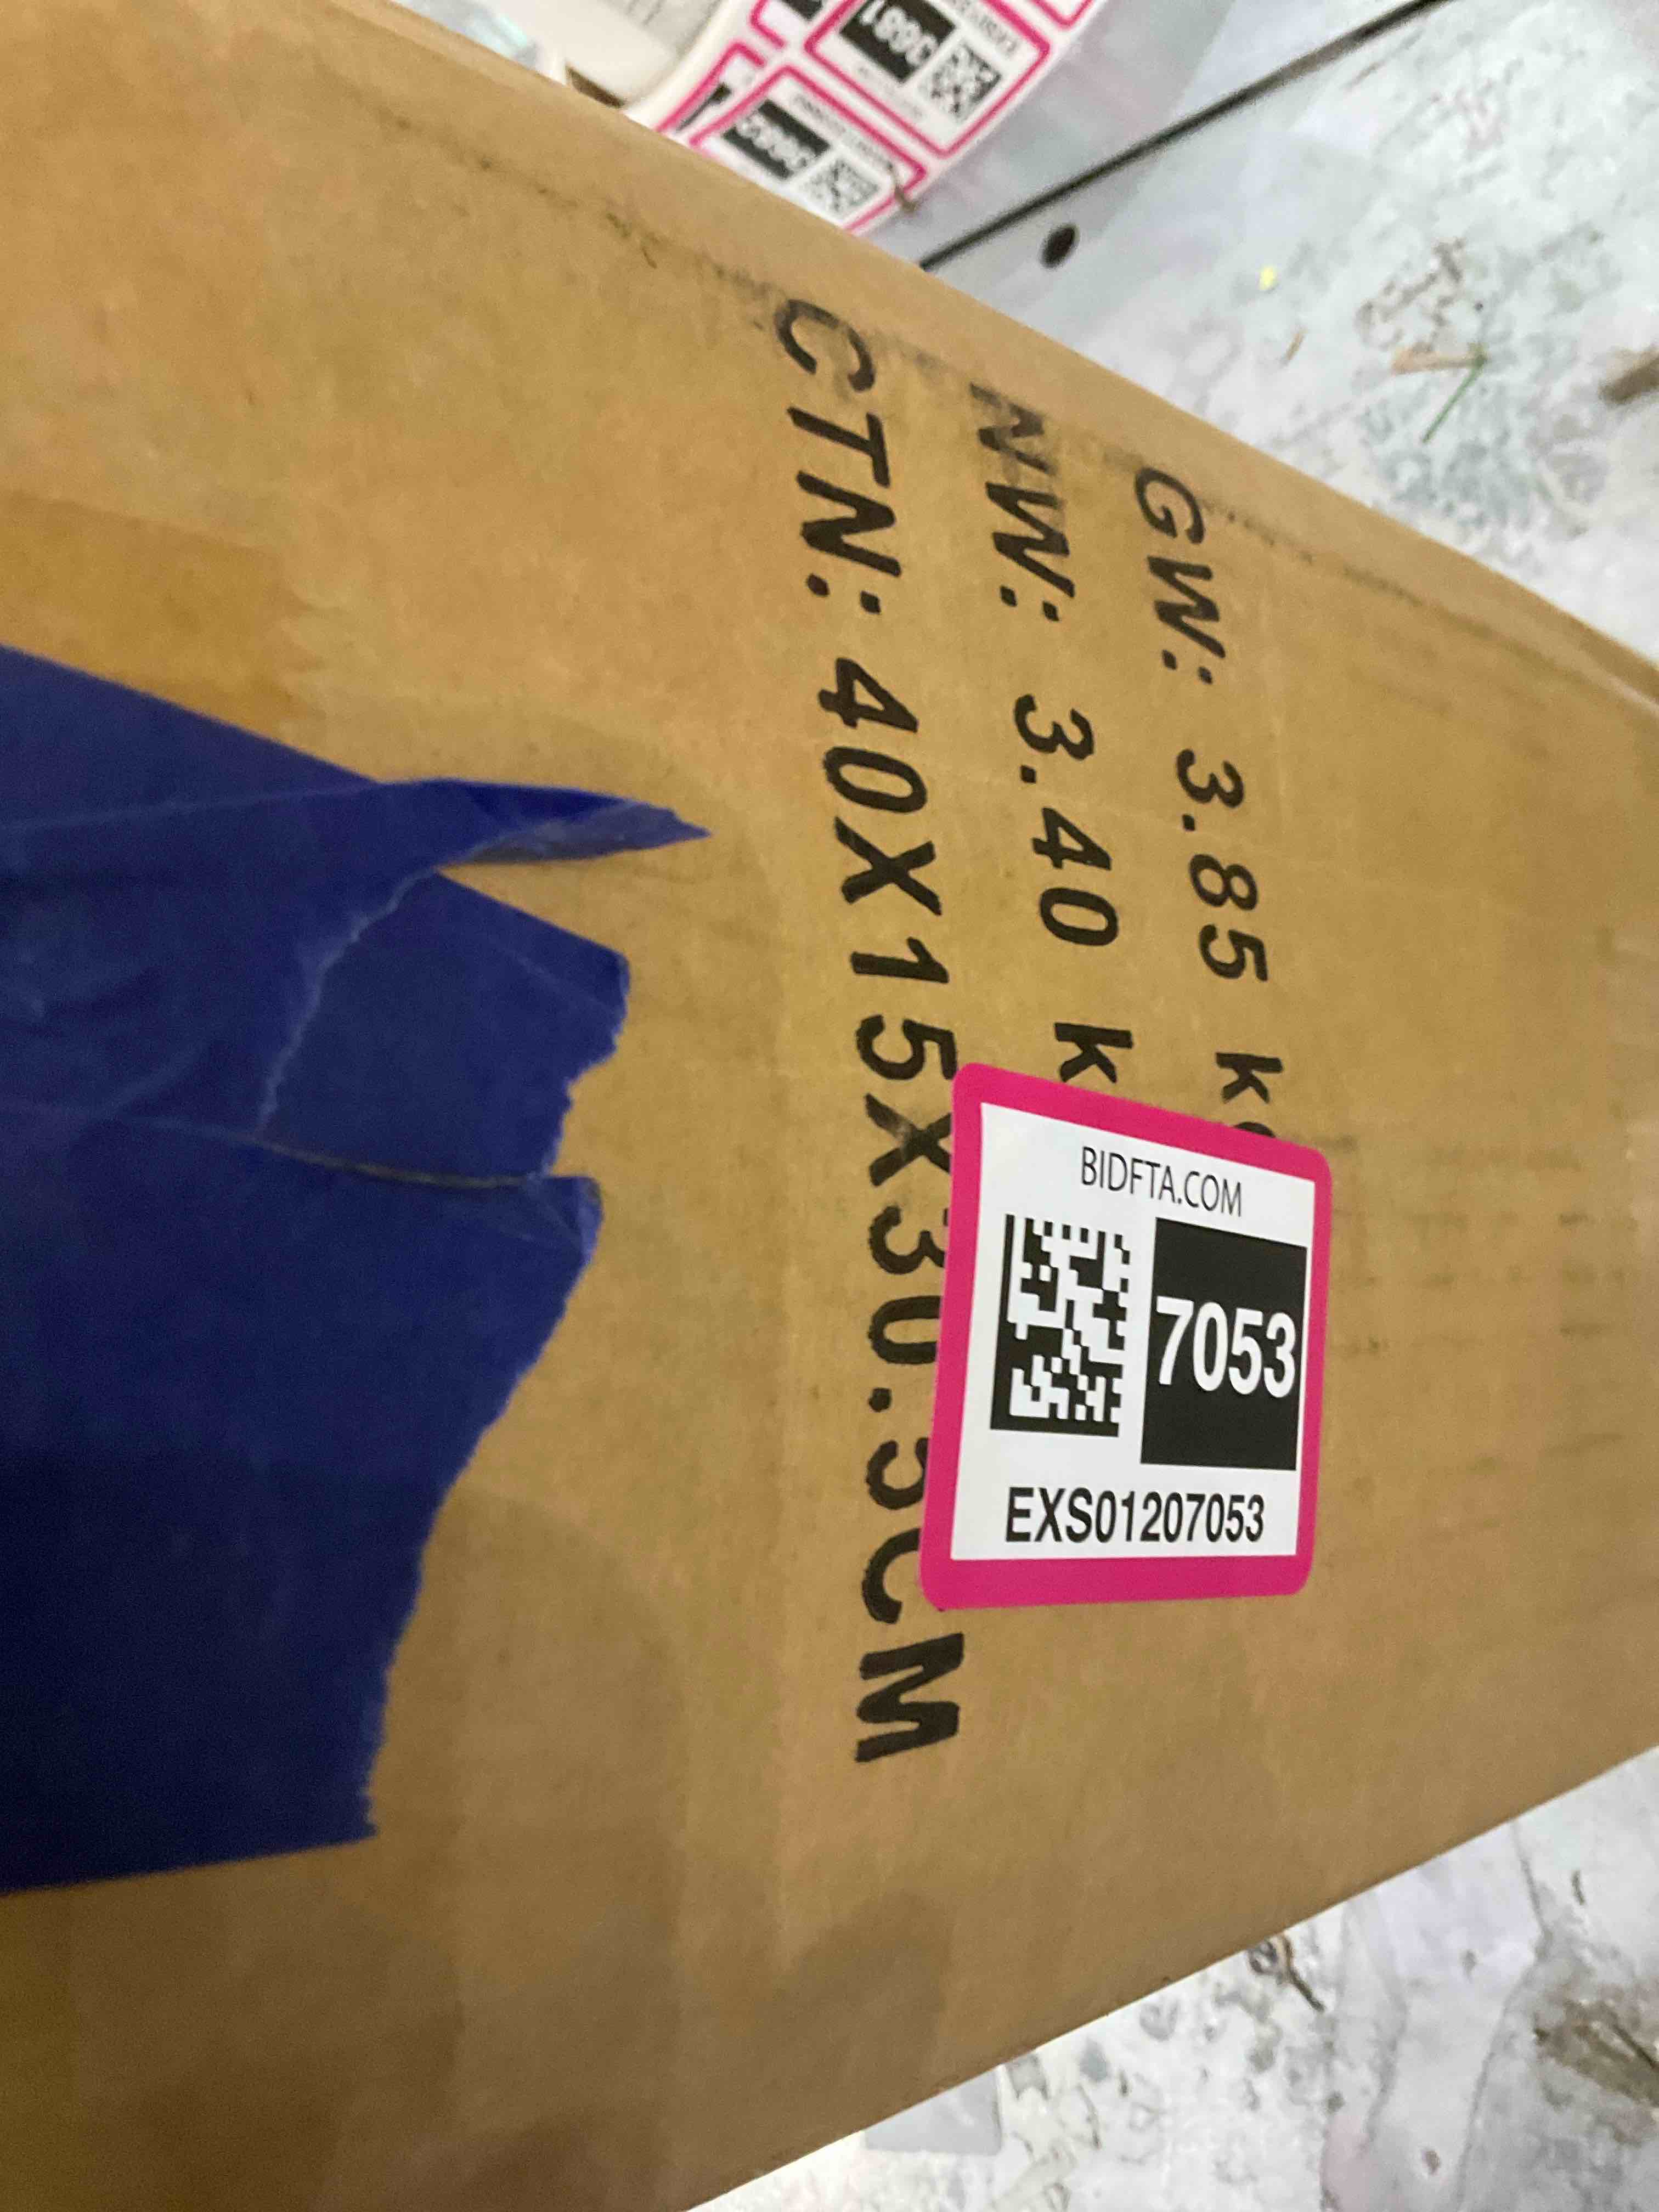 GW: 3.85 k
NW: 3.40 k
CTN: 40X15X30.5CM
BIDFTA.COM
7053
EXS01207053